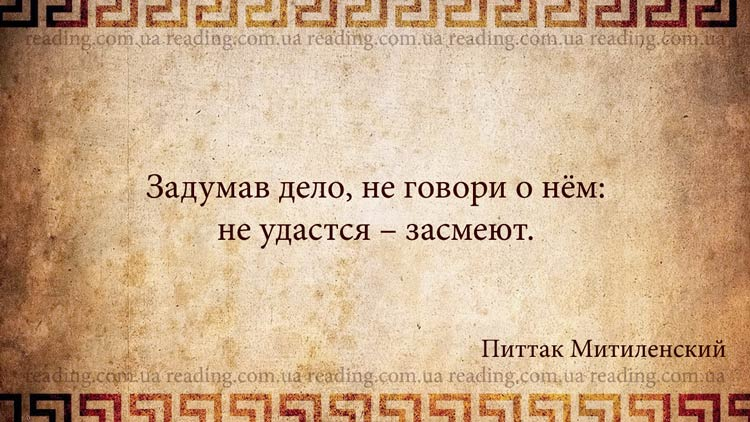 reading.com.ua reading.com.ua reading.com.ua reading.com.ua reading.com.ua
Задумав дело, не говори о нём:
не удастся – засмеют.
Питтак Митиленский
reading.com.ua reading.com.ua reading.com.ua reading.com.ua reading.com.ua